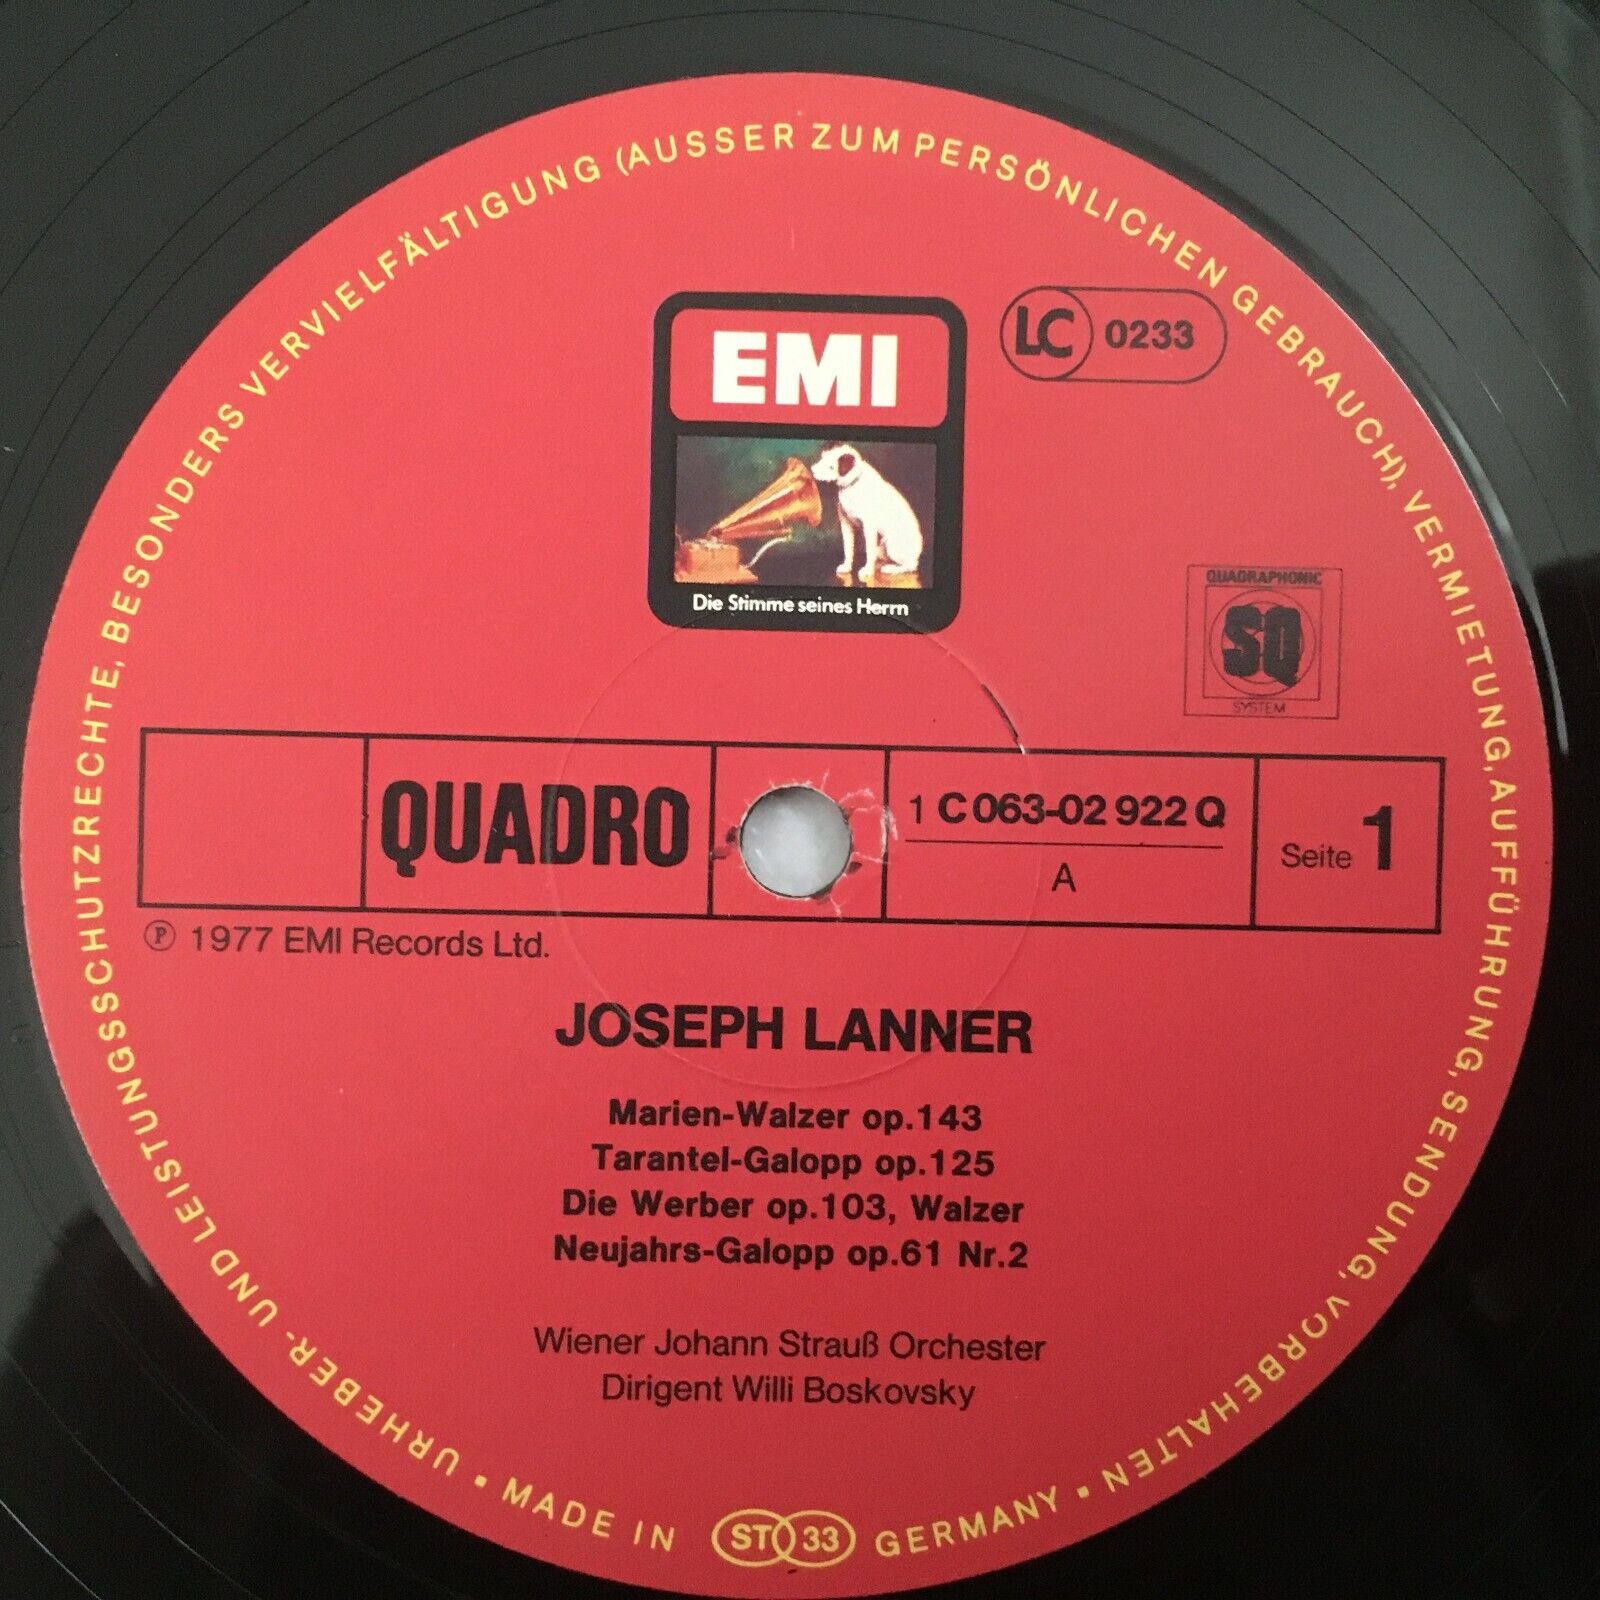 URHEBER- UND LEISTUNGSSCHUTZRECHTE, BESONDERS VERVIELFÄLTIGUNG (AUSSER ZUM PERSÖNLICHEN GEBRAUCH), VERMIETUNG, AUFFÜHRUNG, SENDUNG, VORBEHALTEN •
EMI
LC 0233
Die Stimme seines Herrn
QUADRAPHONIC
SQ
SYSTEM
QUADRO
1 C 063-02 922 Q
A
Seite 1
℗ 1977 EMI Records Ltd.
JOSEPH LANNER
Marien-Walzer op.143
Tarantel-Galopp op.125
Die Werber op.103, Walzer
Neujahrs-Galopp op.61 Nr.2
Wiener Johann Strauß Orchester
Dirigent Willi Boskovsky
• MADE IN ST 33 GERMANY